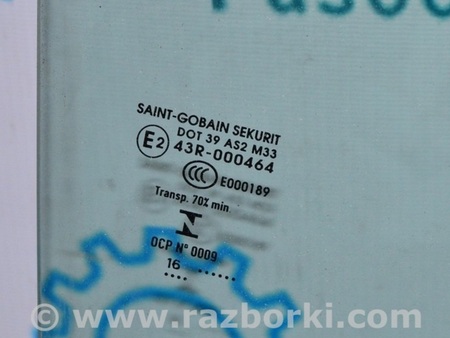 SAINT-GOBAIN SEKURIT
DOT 39 AS2 M33
E2 43R-000464
CCC E000189
Transp. 70% min.
OCP N° 0009
16 ......
....
© www.razborki.com